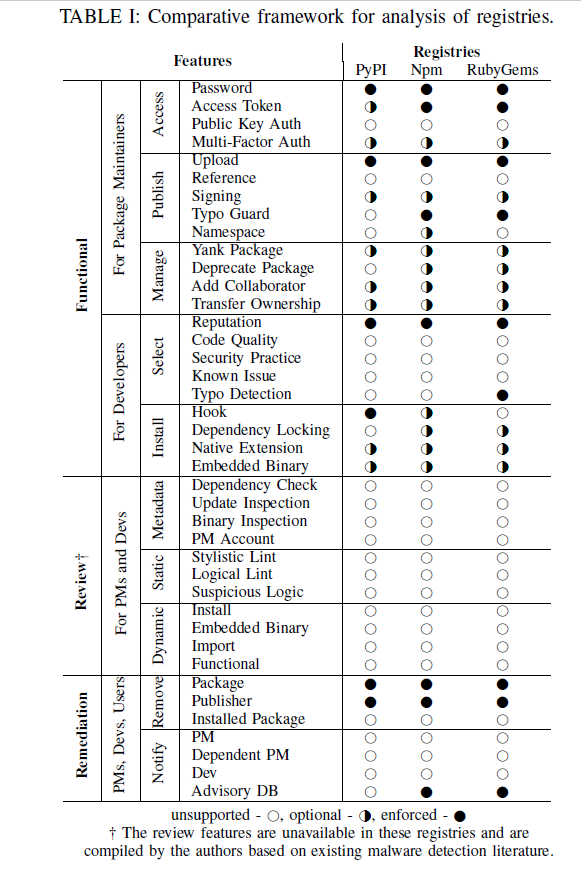 TABLE I: Comparative framework for analysis of registries.
Features Registries
PyPI Npm RubyGems
Functional
For Package Maintainers
Access
Password ● ● ●
Access Token ◑ ● ●
Public Key Auth ○ ○ ○
Multi-Factor Auth ◑ ◑ ◑
Publish
Upload ● ● ●
Reference ○ ○ ○
Signing ◑ ◑ ◑
Typo Guard ○ ● ●
Namespace ○ ◑ ○
Manage
Yank Package ◑ ◑ ◑
Deprecate Package ○ ◑ ◑
Add Collaborator ◑ ◑ ◑
Transfer Ownership ◑ ◑ ◑
For Developers
Select
Reputation ● ● ●
Code Quality ○ ○ ○
Security Practice ○ ○ ○
Known Issue ○ ○ ○
Typo Detection ○ ○ ●
Install
Hook ● ◑ ○
Dependency Locking ○ ◑ ◑
Native Extension ◑ ◑ ◑
Embedded Binary ◑ ◑ ◑
Review†
For PMs and Devs
Metadata
Dependency Check ○ ○ ○
Update Inspection ○ ○ ○
Binary Inspection ○ ○ ○
PM Account ○ ○ ○
Static
Stylistic Lint ○ ○ ○
Logical Lint ○ ○ ○
Suspicious Logic ○ ○ ○
Dynamic
Install ○ ○ ○
Embedded Binary ○ ○ ○
Import ○ ○ ○
Functional ○ ○ ○
Remediation
PMs, Devs, Users
Remove
Package ● ● ●
Publisher ● ● ●
Installed Package ○ ○ ○
Notify
PM ○ ○ ○
Dependent PM ○ ○ ○
Dev ○ ○ ○
Advisory DB ○ ● ●
unsupported - ○, optional - ◑, enforced - ●
† The review features are unavailable in these registries and are
compiled by the authors based on existing malware detection literature.